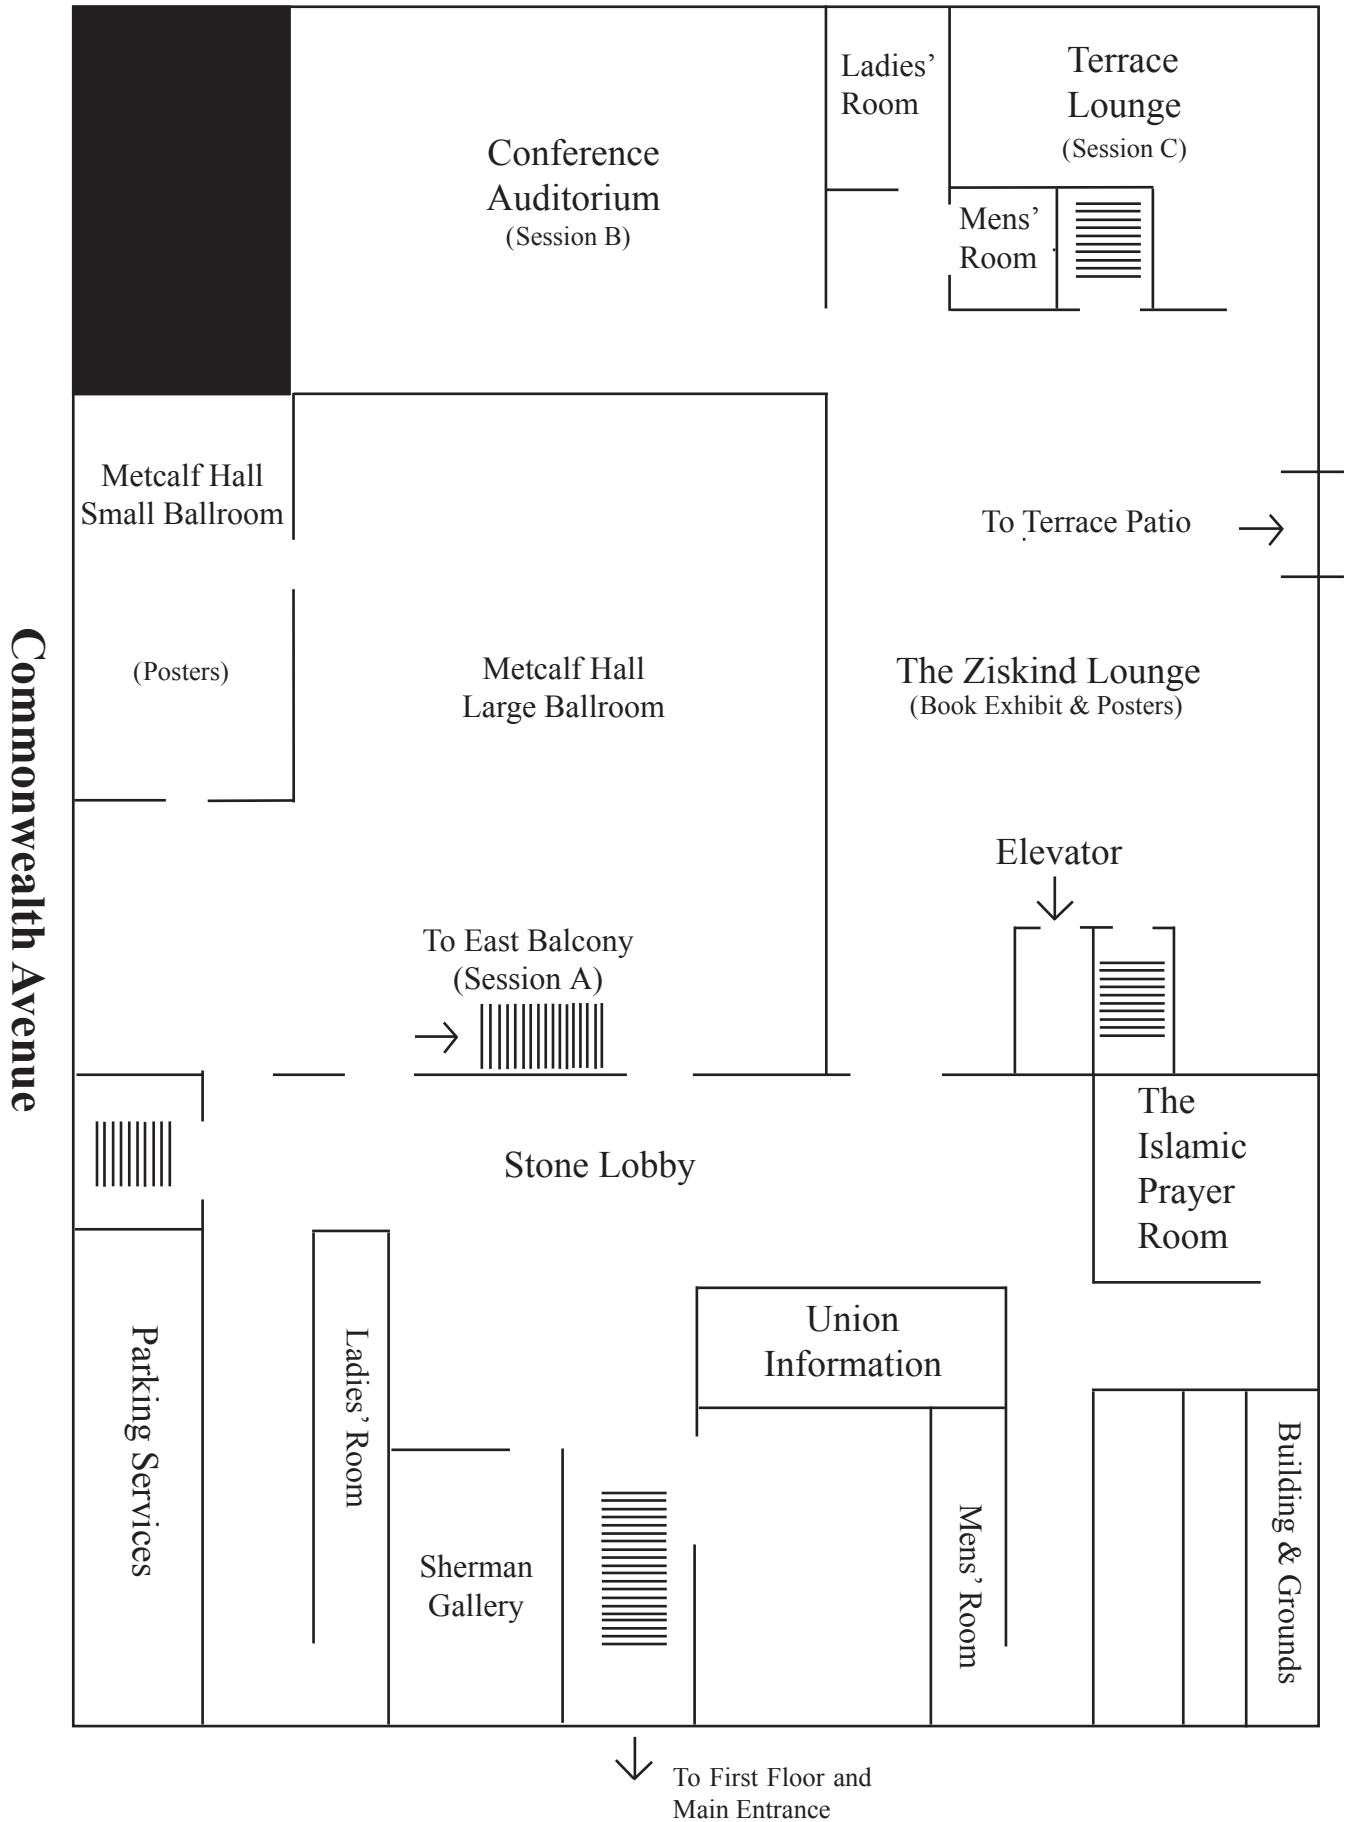 Ladies’
Room
Terrace
Lounge
(Session C)
Conference
Auditorium
(Session B)
Mens’
Room
Metcalf Hall
Small Ballroom
(Posters)
To Terrace Patio
Metcalf Hall
Large Ballroom
The Ziskind Lounge
(Book Exhibit & Posters)
Commonwealth Avenue
Elevator
To East Balcony
(Session A)
Stone Lobby
The
Islamic
Prayer
Room
Parking Services
Ladies’ Room
Union
Information
Sherman
Gallery
Mens’ Room
Building & Grounds
To First Floor and
Main Entrance